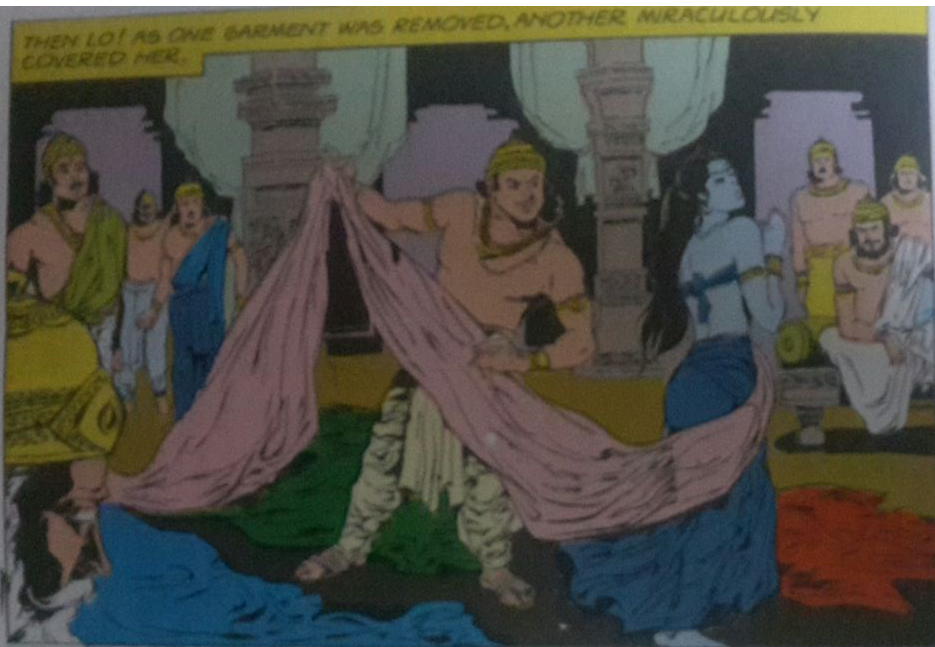 THEN LO! AS ONE GARMENT WAS REMOVED, ANOTHER MIRACULOUSLY
COVERED HER.